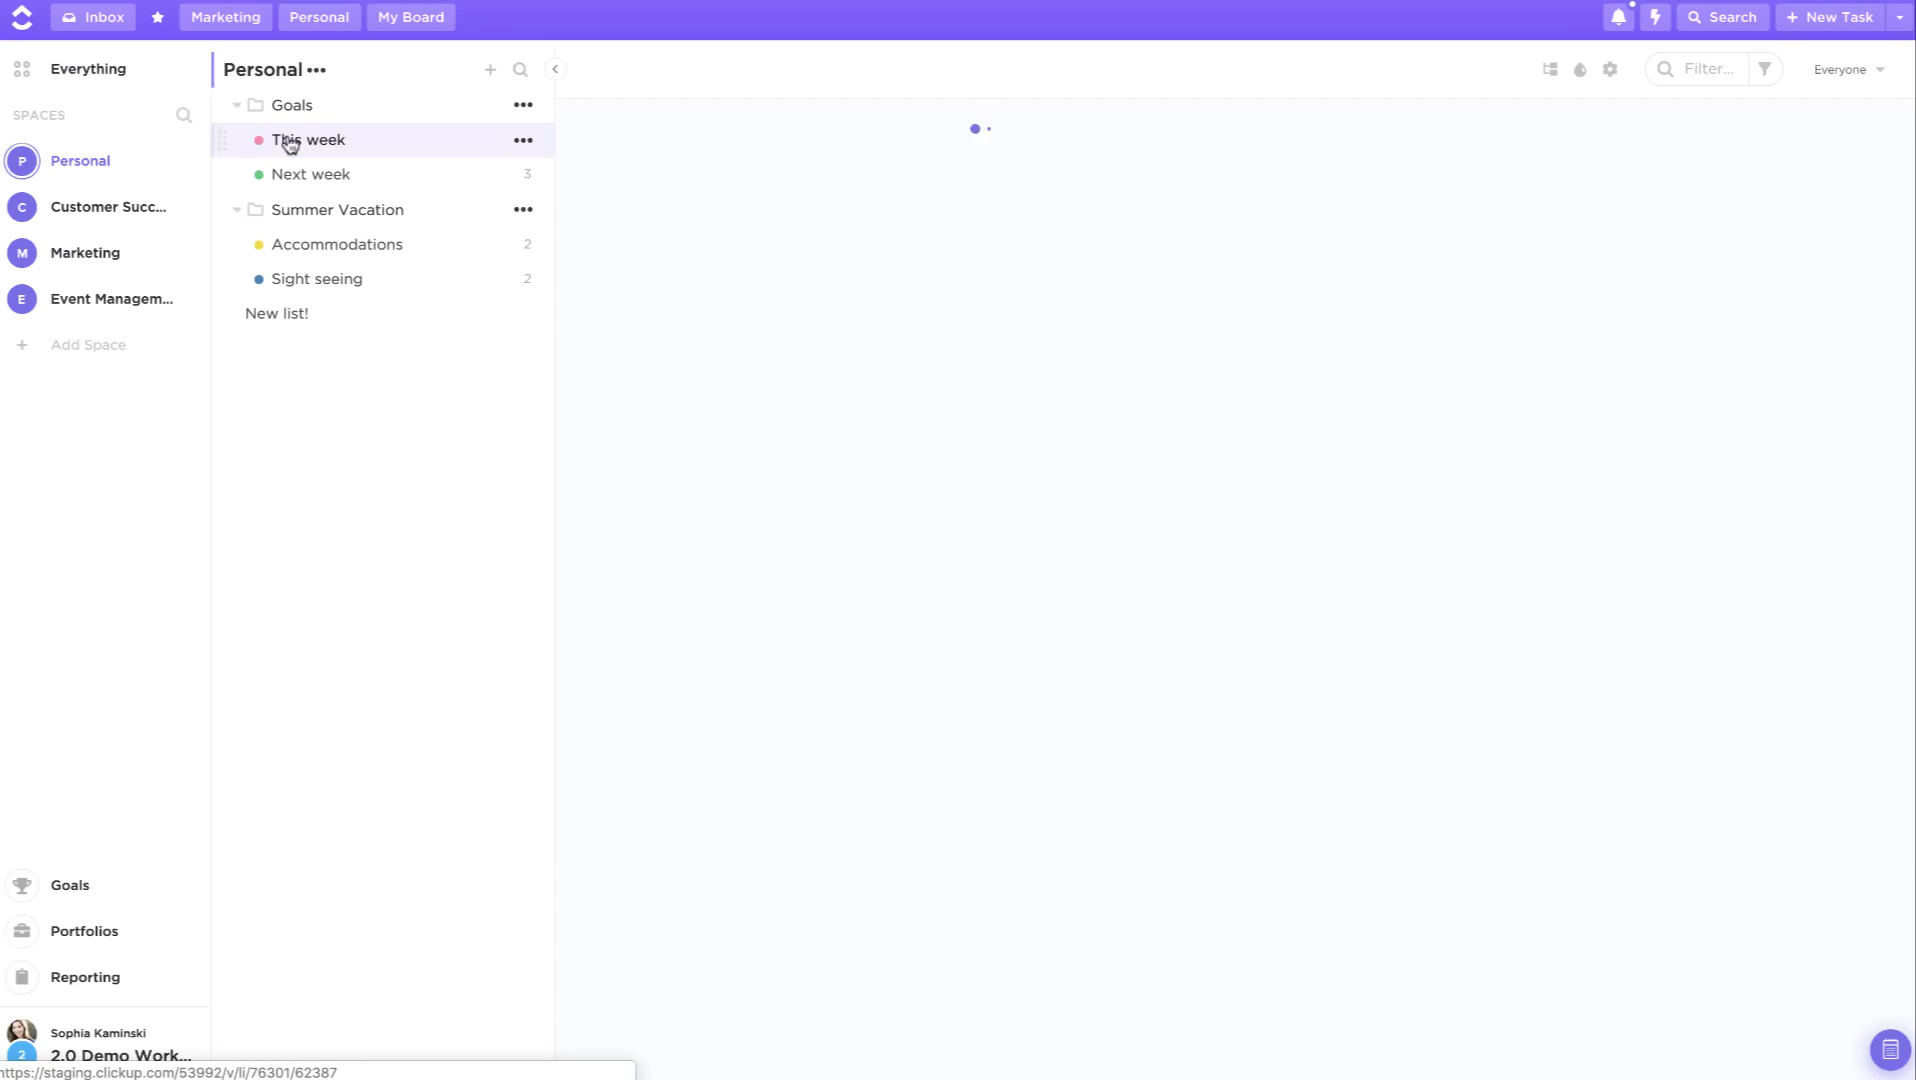 Inbox
Marketing
Personal
My Board
Search
+ New Task
Everything
SPACES
P
Personal
C
Customer Succ...
M
Marketing
E
Event Managem...
+ Add Space
Goals
Portfolios
Reporting
Sophia Kaminski
2
2.0 Demo Work...
Personal •••
+
Goals •••
This week •••
Next week 3
Summer Vacation •••
Accommodations 2
Sight seeing 2
New list!
Filter...
Everyone
https://staging.clickup.com/53992/v/li/76301/62387